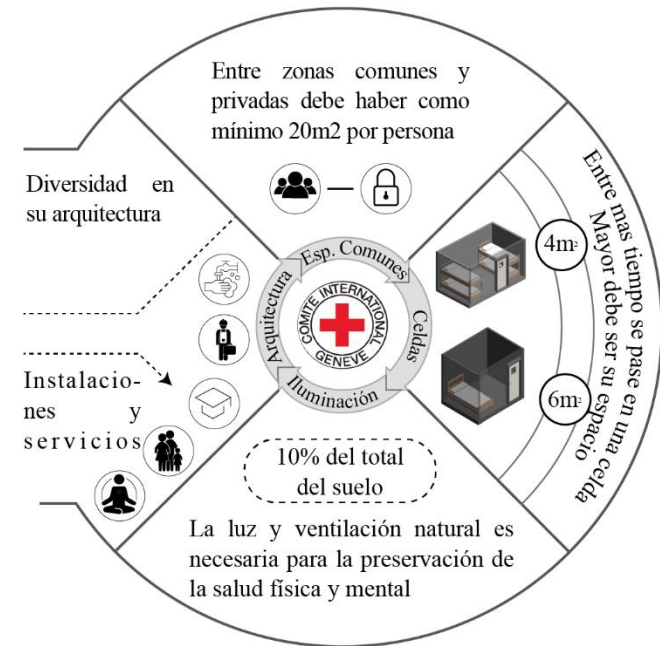 Entre zonas comunes y
privadas debe haber como
mínimo 20m2 por persona
Diversidad en
su arquitectura
Instalacio-
nes y
servicios
Arquitectura
Esp. Comunes
Celdas
Iluminación
COMITE INTERNATIONAL
GENEVE
4m²
6m²
Entre mas tiempo se pase en una celda
Mayor debe ser su espacio
10% del total
del suelo
La luz y ventilación natural es
necesaria para la preservación de
la salud física y mental